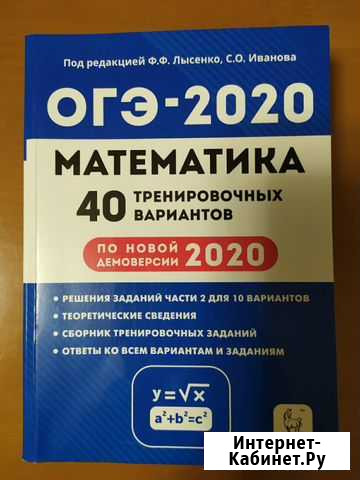 Под редакцией Ф.Ф. Лысенко, С.О. Иванова
ОГЭ-2020
МАТЕМАТИКА
40 ТРЕНИРОВОЧНЫХ
ВАРИАНТОВ
ПО НОВОЙ
ДЕМОВЕРСИИ 2020
• РЕШЕНИЯ ЗАДАНИЙ ЧАСТИ 2 ДЛЯ 10 ВАРИАНТОВ
• ТЕОРЕТИЧЕСКИЕ СВЕДЕНИЯ
• СБОРНИК ТРЕНИРОВОЧНЫХ ЗАДАНИЙ
• ОТВЕТЫ КО ВСЕМ ВАРИАНТАМ И ЗАДАНИЯМ
y=√x
a²+b²=c²
Интернет-
Кабинет.Ру